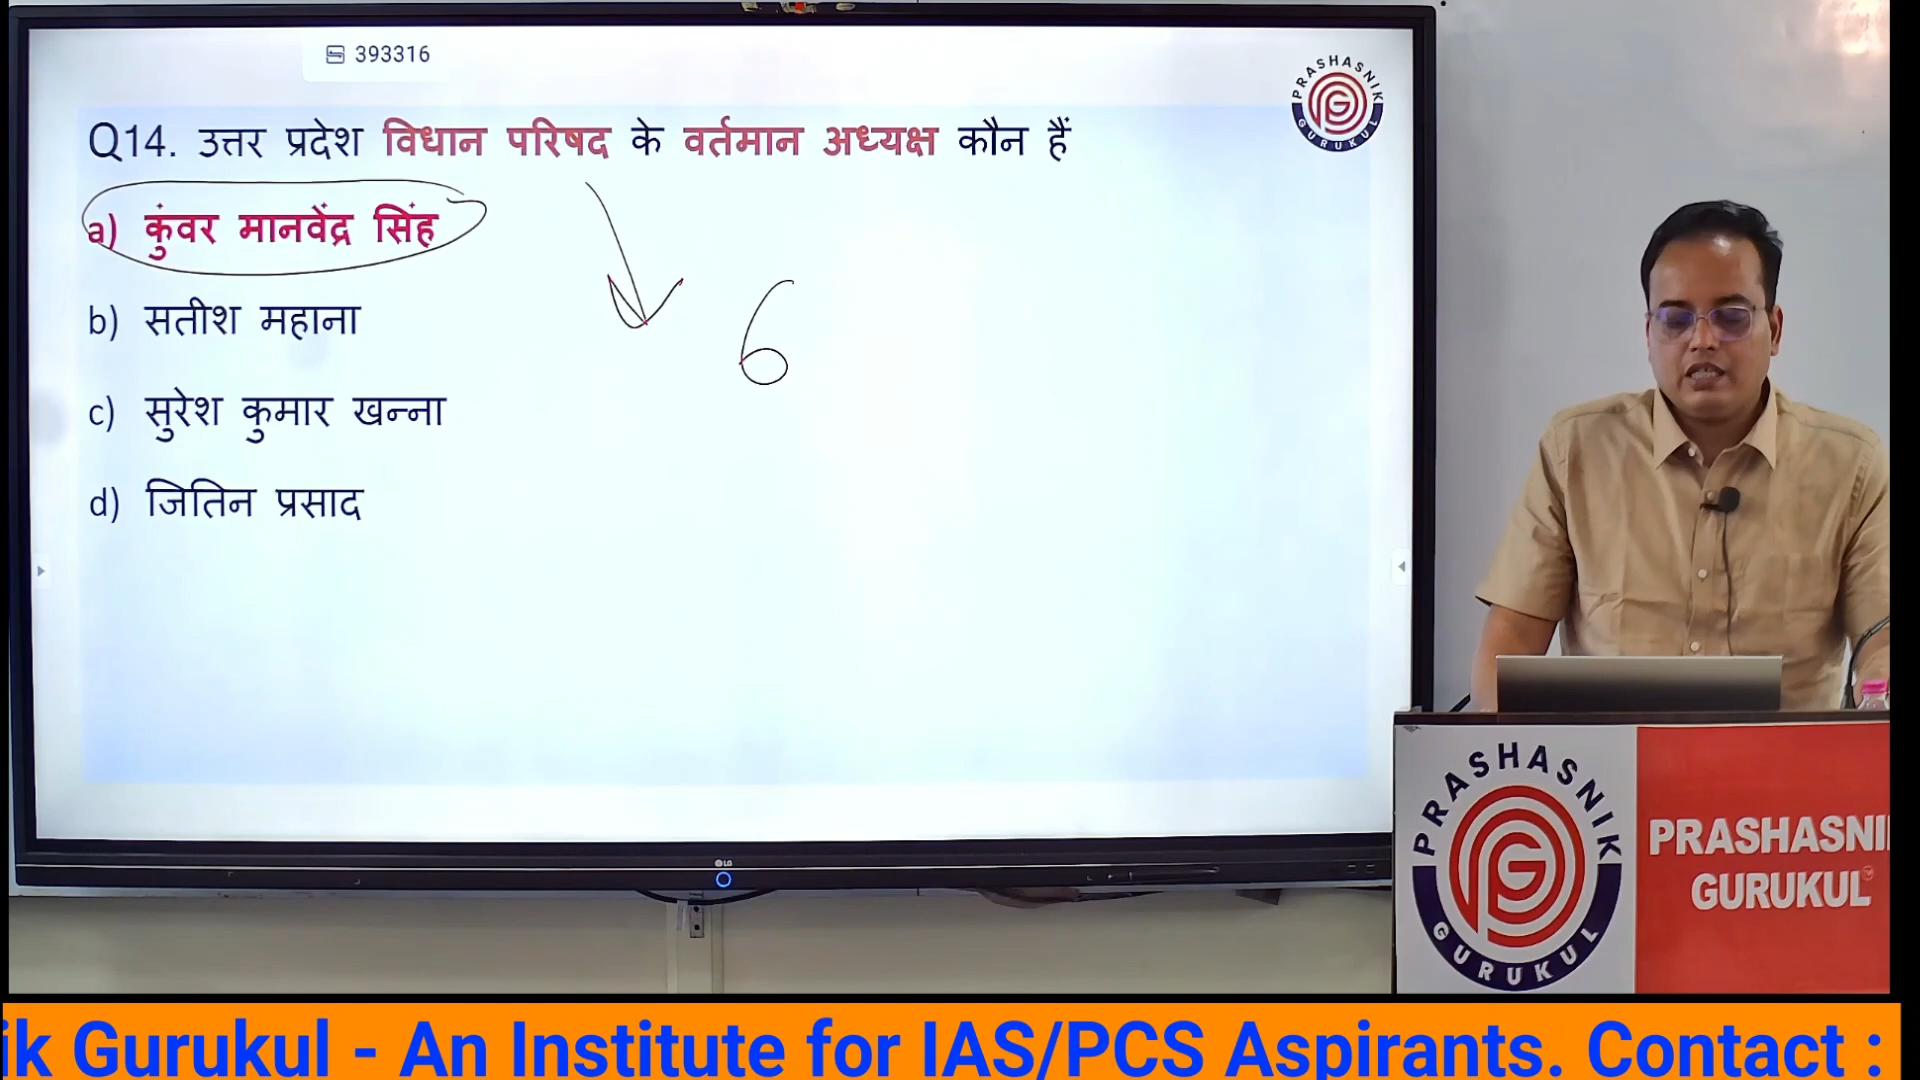 393316
PRASHASNIK GURUKUL
Q14. उत्तर प्रदेश विधान परिषद के वर्तमान अध्यक्ष कौन हैं
a) कुंवर मानवेंद्र सिंह
b) सतीश महाना
c) सुरेश कुमार खन्ना
d) जितिन प्रसाद
6
LG
PRASHASNIK GURUKUL
PRASHASNI
GURUKUL
ik Gurukul - An Institute for IAS/PCS Aspirants. Contact :